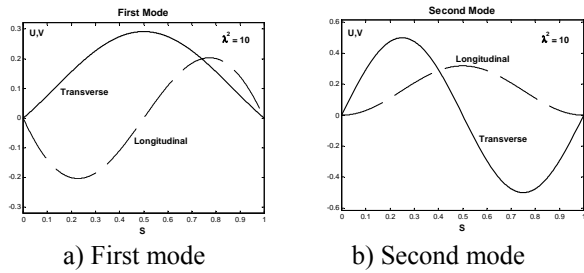 First Mode
U,V
λ² = 10
Transverse
Longitudinal
0.3
0.2
0.1
0
-0.1
-0.2
-0.3
0 0.1 0.2 0.3 0.4 0.5 0.6 0.7 0.8 0.9 1
S
a) First mode
Second Mode
U,V
λ² = 10
Longitudinal
Transverse
0.6
0.4
0.2
0
-0.2
-0.4
-0.6
0 0.1 0.2 0.3 0.4 0.5 0.6 0.7 0.8 0.9 1
S
b) Second mode